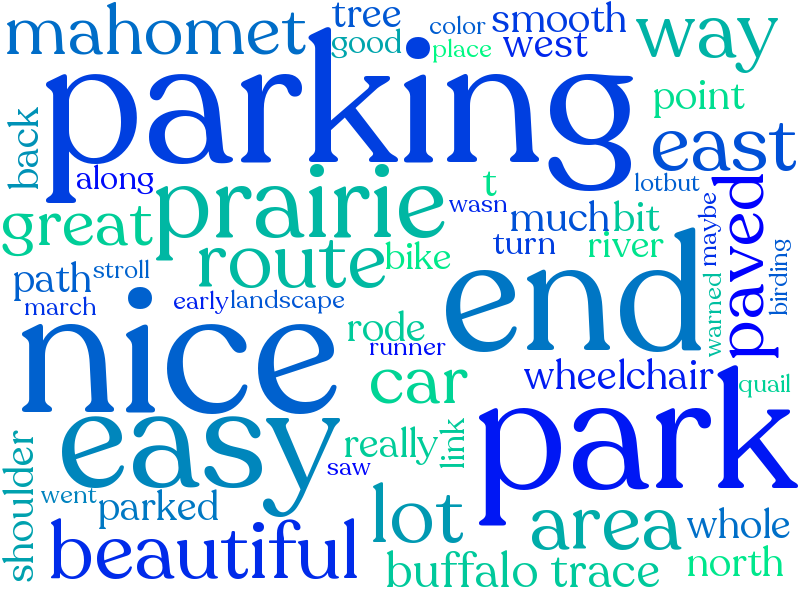 mahomet
tree
color
smooth
way
good
place
west
parking
point
back
east
along
prairie
t
lotbut
wasn
paved
great
much
bit
maybe
turn
river
route
bike
birding
path
stroll
end
warned
march
early
landscape
nice
rode
runner
car
wheelchair
quail
easy
park
really
link
saw
shoulder
went
parked
lot
area
whole
beautiful
buffalo trace
north